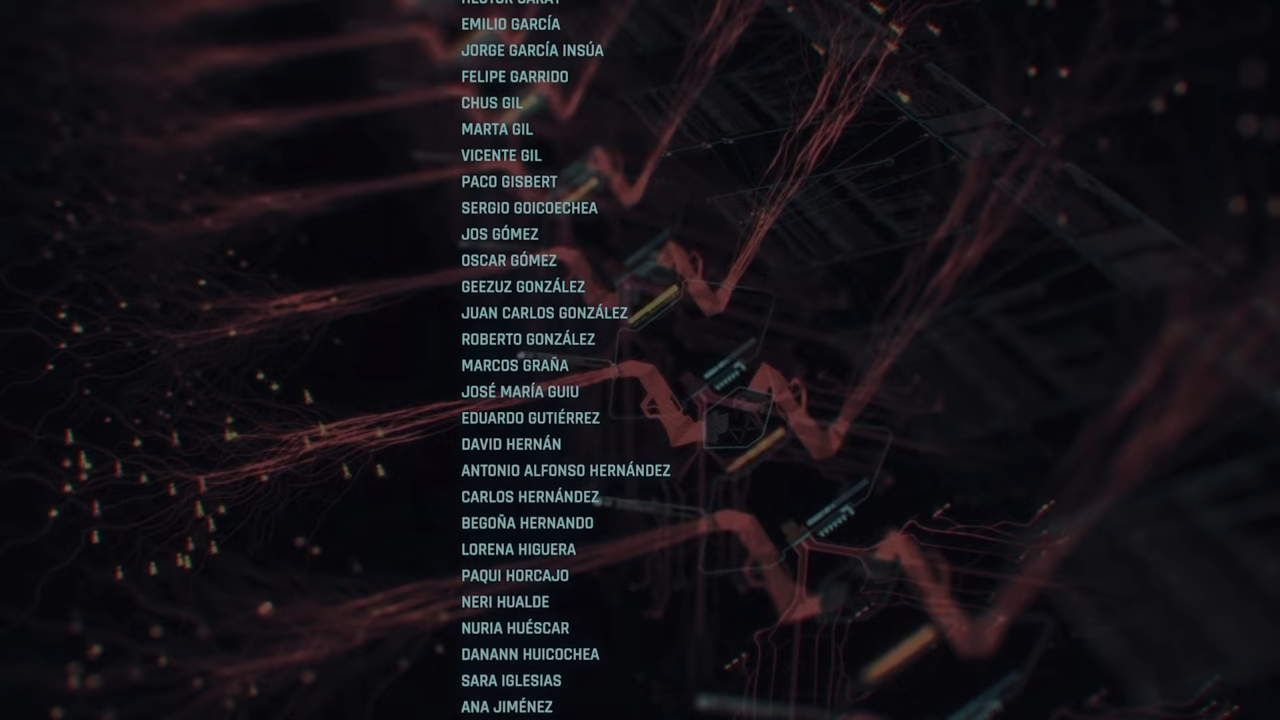 EMILIO GARCÍA
JORGE GARCÍA INSÚA
FELIPE GARRIDO
CHUS GIL
MARTA GIL
VICENTE GIL
PACO GISBERT
SERGIO GOICOECHEA
JOS GÓMEZ
OSCAR GÓMEZ
GEEZUZ GONZÁLEZ
JUAN CARLOS GONZÁLEZ
ROBERTO GONZÁLEZ
MARCOS GRAÑA
JOSÉ MARÍA GUIU
EDUARDO GUTIÉRREZ
DAVID HERNÁN
ANTONIO ALFONSO HERNÁNDEZ
CARLOS HERNÁNDEZ
BEGOÑA HERNANDO
LORENA HIGUERA
PAQUI HORCAJO
NERI HUALDE
NURIA HUÉSCAR
DANANN HUICOCHEA
SARA IGLESIAS
ANA JIMÉNEZ